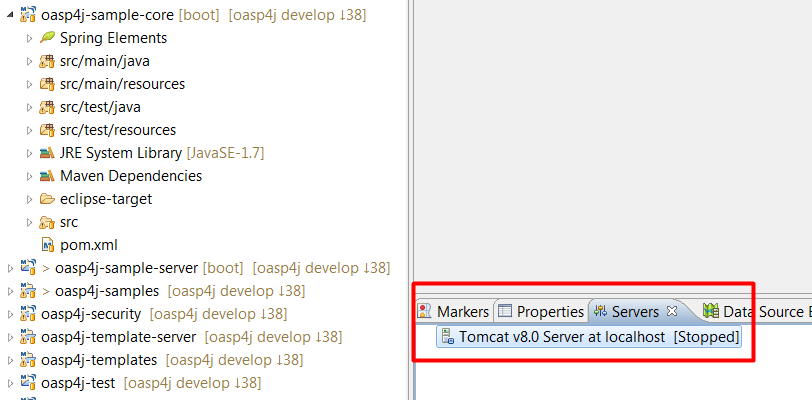 oasp4j-sample-core [boot] [oasp4j develop ↓38]
Spring Elements
src/main/java
src/main/resources
src/test/java
src/test/resources
JRE System Library [JavaSE-1.7]
Maven Dependencies
eclipse-target
src
pom.xml
> oasp4j-sample-server [boot] [oasp4j develop ↓38]
> oasp4j-samples [oasp4j develop ↓38]
oasp4j-security [oasp4j develop ↓38]
oasp4j-template-server [oasp4j develop ↓38]
oasp4j-templates [oasp4j develop ↓38]
oasp4j-test [oasp4j develop ↓38]
Markers Properties Servers Data Source E
Tomcat v8.0 Server at localhost [Stopped]